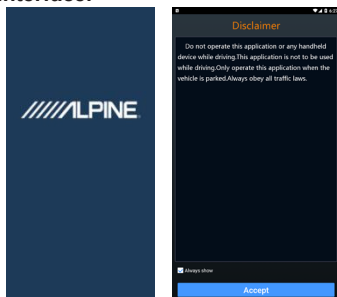 ALPINE
Disclaimer
Do not operate this application or any handheld
device while driving.This application is not to be used
while driving.Only operate this application when the
vehicle is parked.Always obey all traffic laws.
Always show
Accept